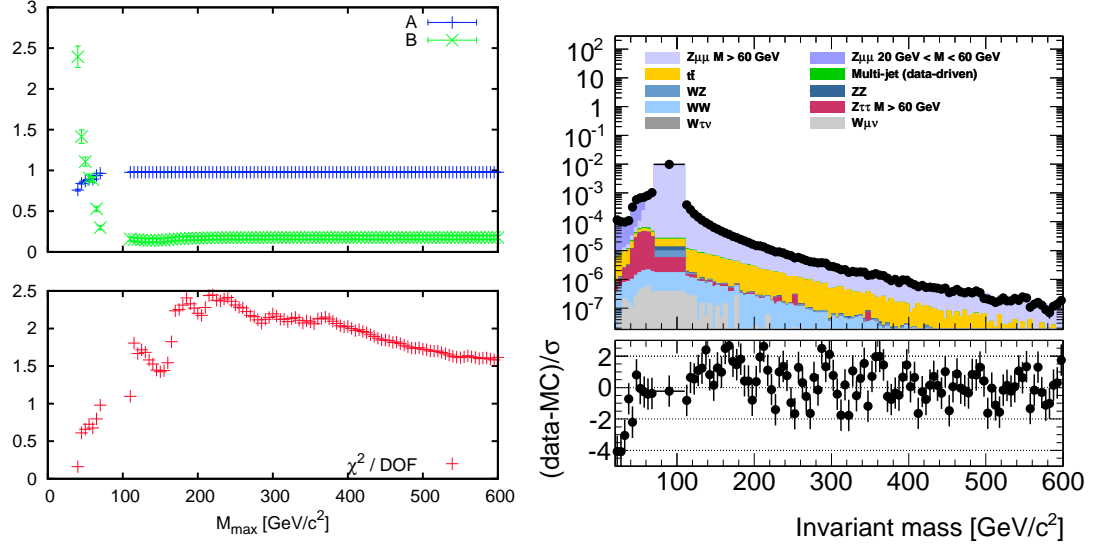 3
2.5
2
1.5
1
0.5
0
A
B
2.5
2
1.5
1
0.5
0
χ² / DOF
0 100 200 300 400 500 600
M_max [GeV/c²]
10²
10
1
10⁻¹
10⁻²
10⁻³
10⁻⁴
10⁻⁵
10⁻⁶
10⁻⁷
Zμμ M > 60 GeV
tt̄
WZ
WW
Wτν
Zμμ 20 GeV < M < 60 GeV
Multi-jet (data-driven)
ZZ
Zττ M > 60 GeV
Wμν
(data-MC)/σ
2
0
-2
-4
100 200 300 400 500 600
Invariant mass [GeV/c²]